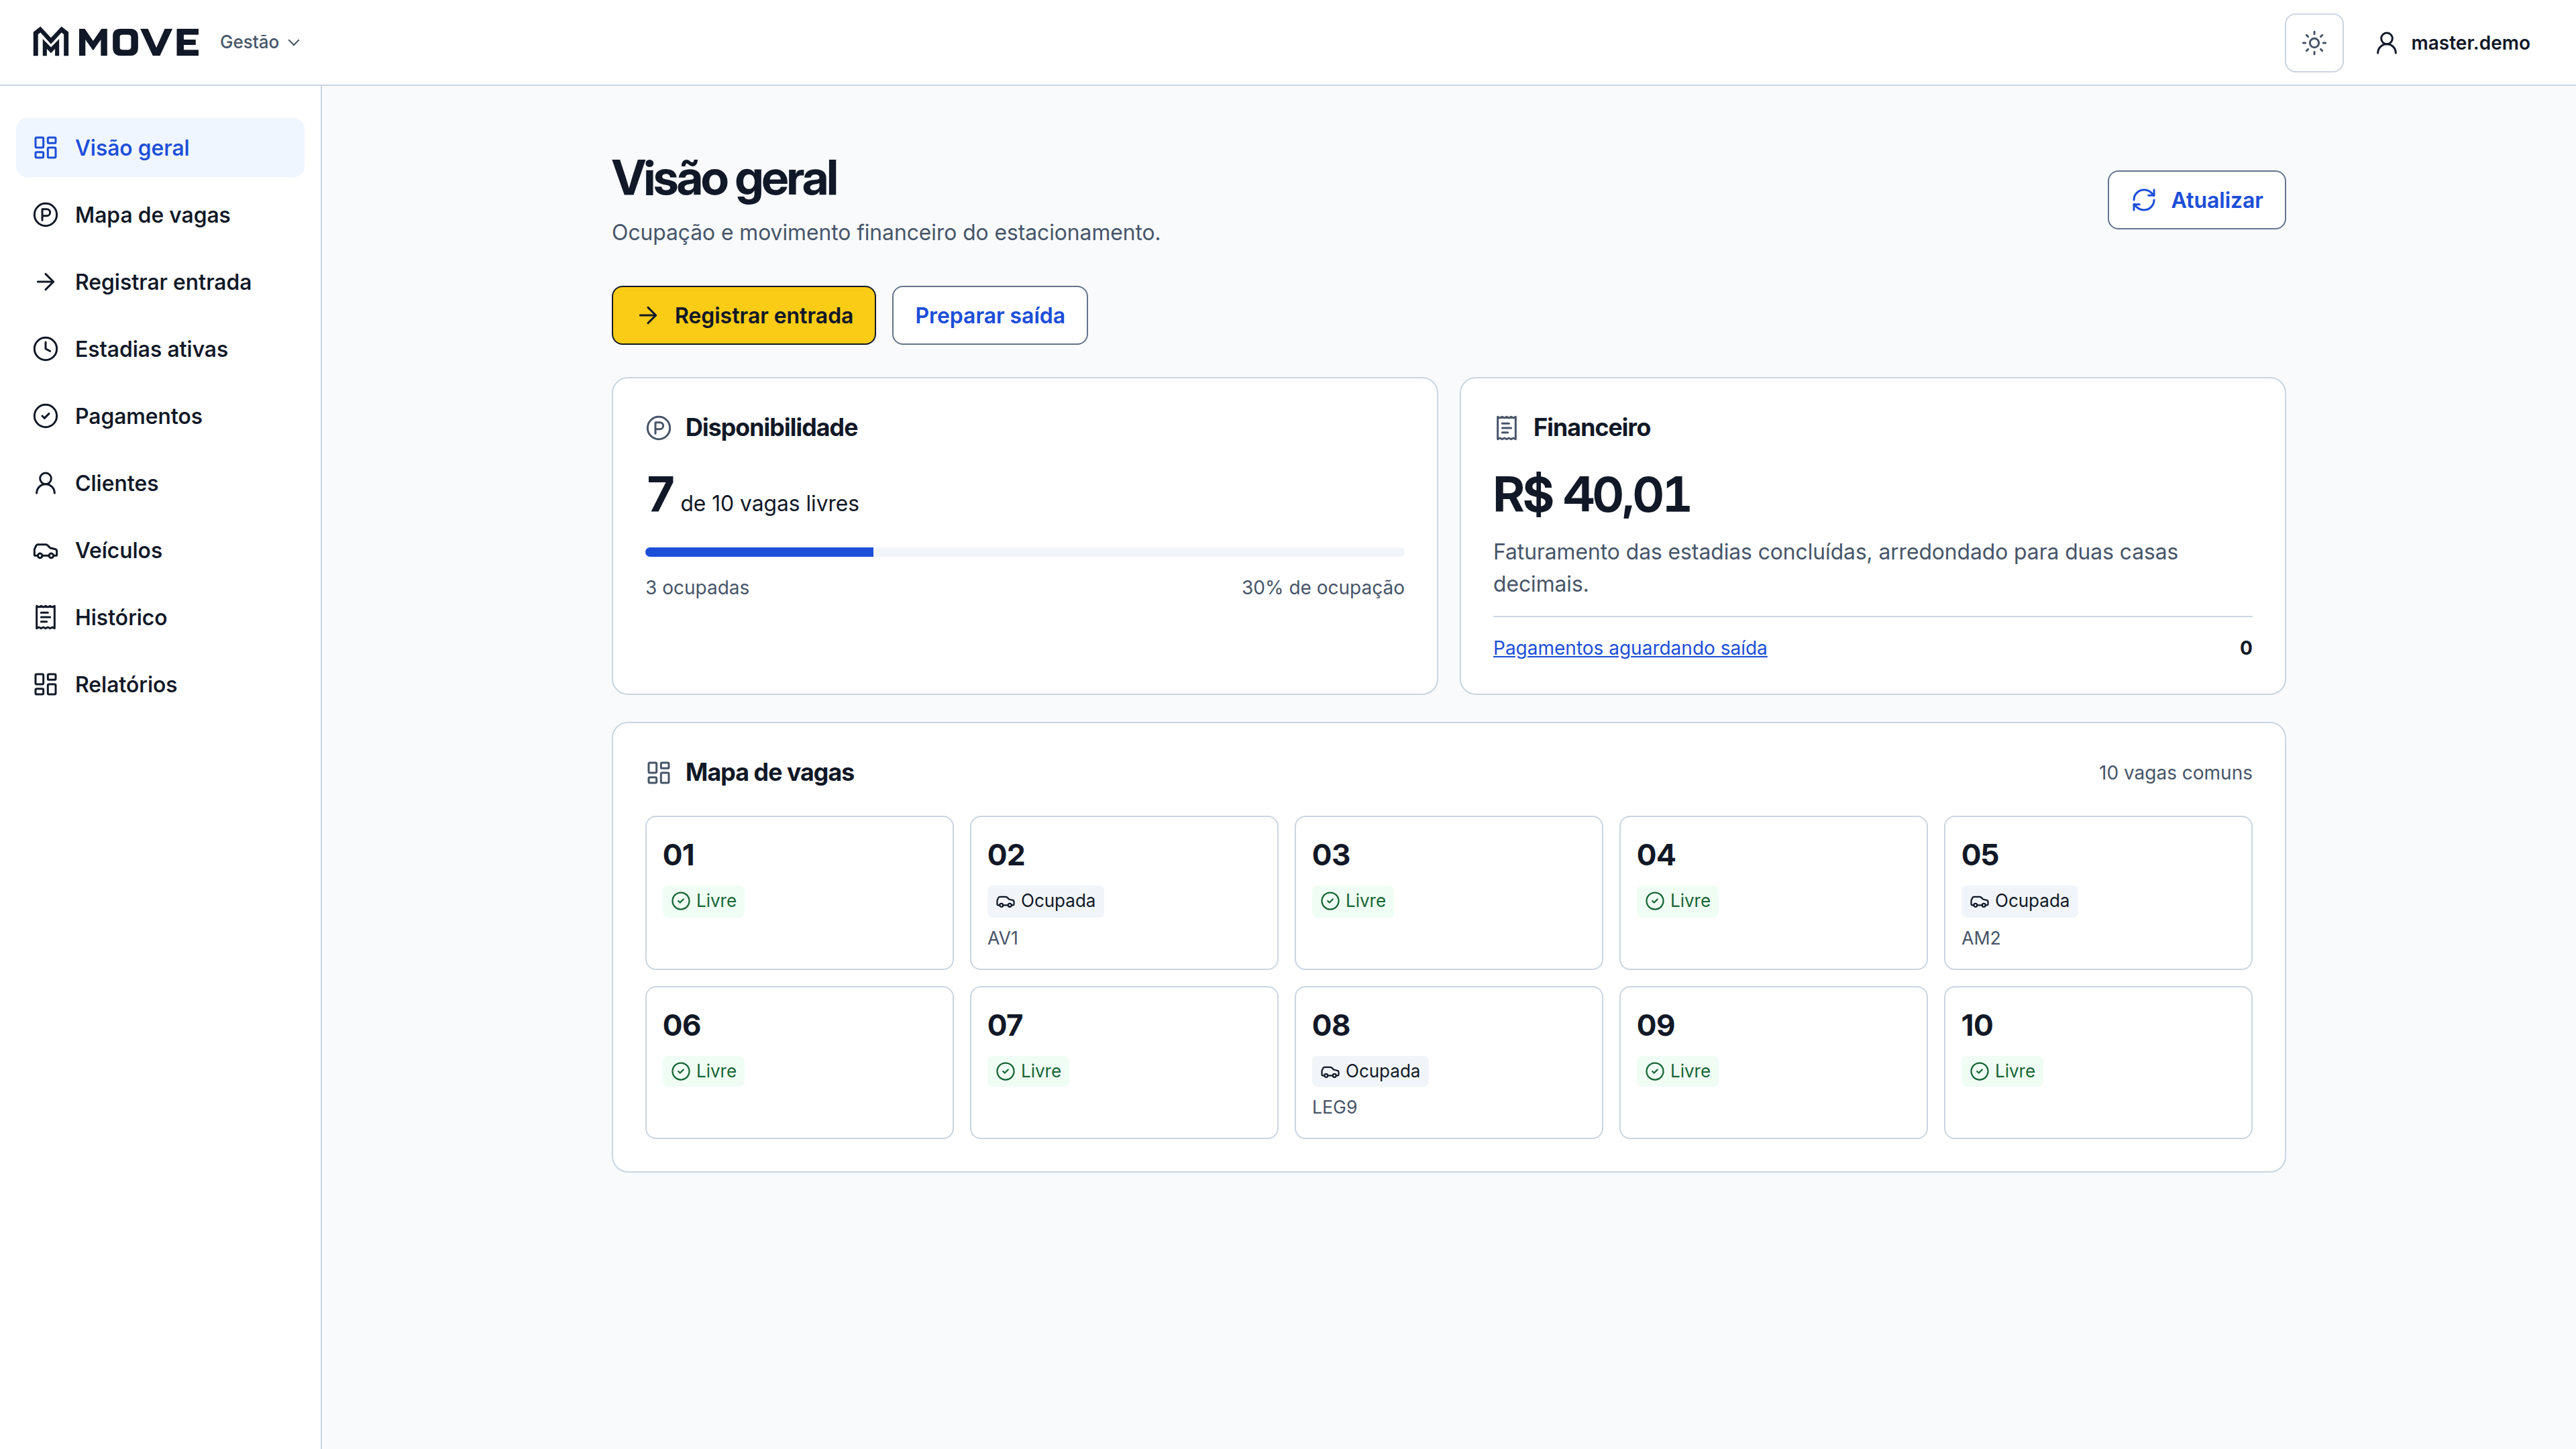 MOVE
Gestão
master.demo
Visão geral
Mapa de vagas
Registrar entrada
Estadias ativas
Pagamentos
Clientes
Veículos
Histórico
Relatórios
Visão geral
Ocupação e movimento financeiro do estacionamento.
Atualizar
Registrar entrada
Preparar saída
Disponibilidade
7 de 10 vagas livres
3 ocupadas
30% de ocupação
Financeiro
R$ 40,01
Faturamento das estadias concluídas, arredondado para duas casas
decimais.
Pagamentos aguardando saída
0
Mapa de vagas
10 vagas comuns
01
Livre
02
Ocupada
AV1
03
Livre
04
Livre
05
Ocupada
AM2
06
Livre
07
Livre
08
Ocupada
LEG9
09
Livre
10
Livre